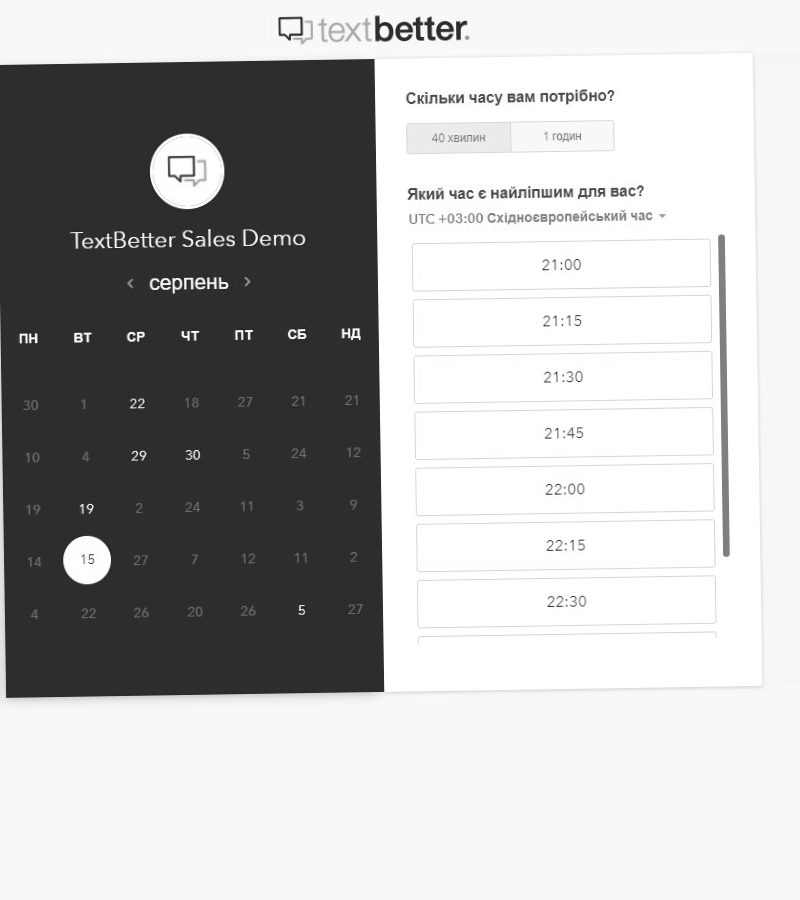 textbetter.
TextBetter Sales Demo
серпень
ПН ВТ СР ЧТ ПТ СБ НД
30 1 22 18 27 21 21
10 4 29 30 5 24 12
19 19 2 24 11 3 9
14 15 27 7 12 11 2
4 22 26 20 26 5 27
Скільки часу вам потрібно?
40 хвилин 1 годин
Який час є найліпшим для вас?
UTC +03:00 Східноєвропейський час
21:00
21:15
21:30
21:45
22:00
22:15
22:30